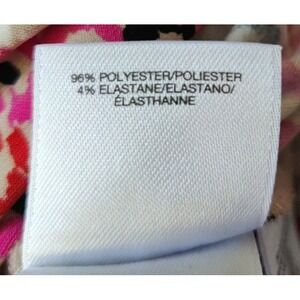 96% POLYESTER/POLIESTER
4% ELASTANE/ELASTANO/
ÉLASTHANNE